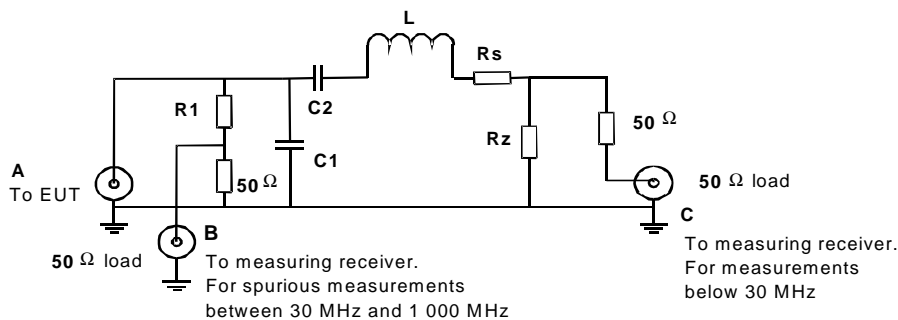 L
Rs
C2
R1
50 Ω
Rz
C1
A
To EUT
50 Ω
50 Ω load
C
B
50 Ω load
To measuring receiver.
For spurious measurements
between 30 MHz and 1 000 MHz
To measuring receiver.
For measurements
below 30 MHz